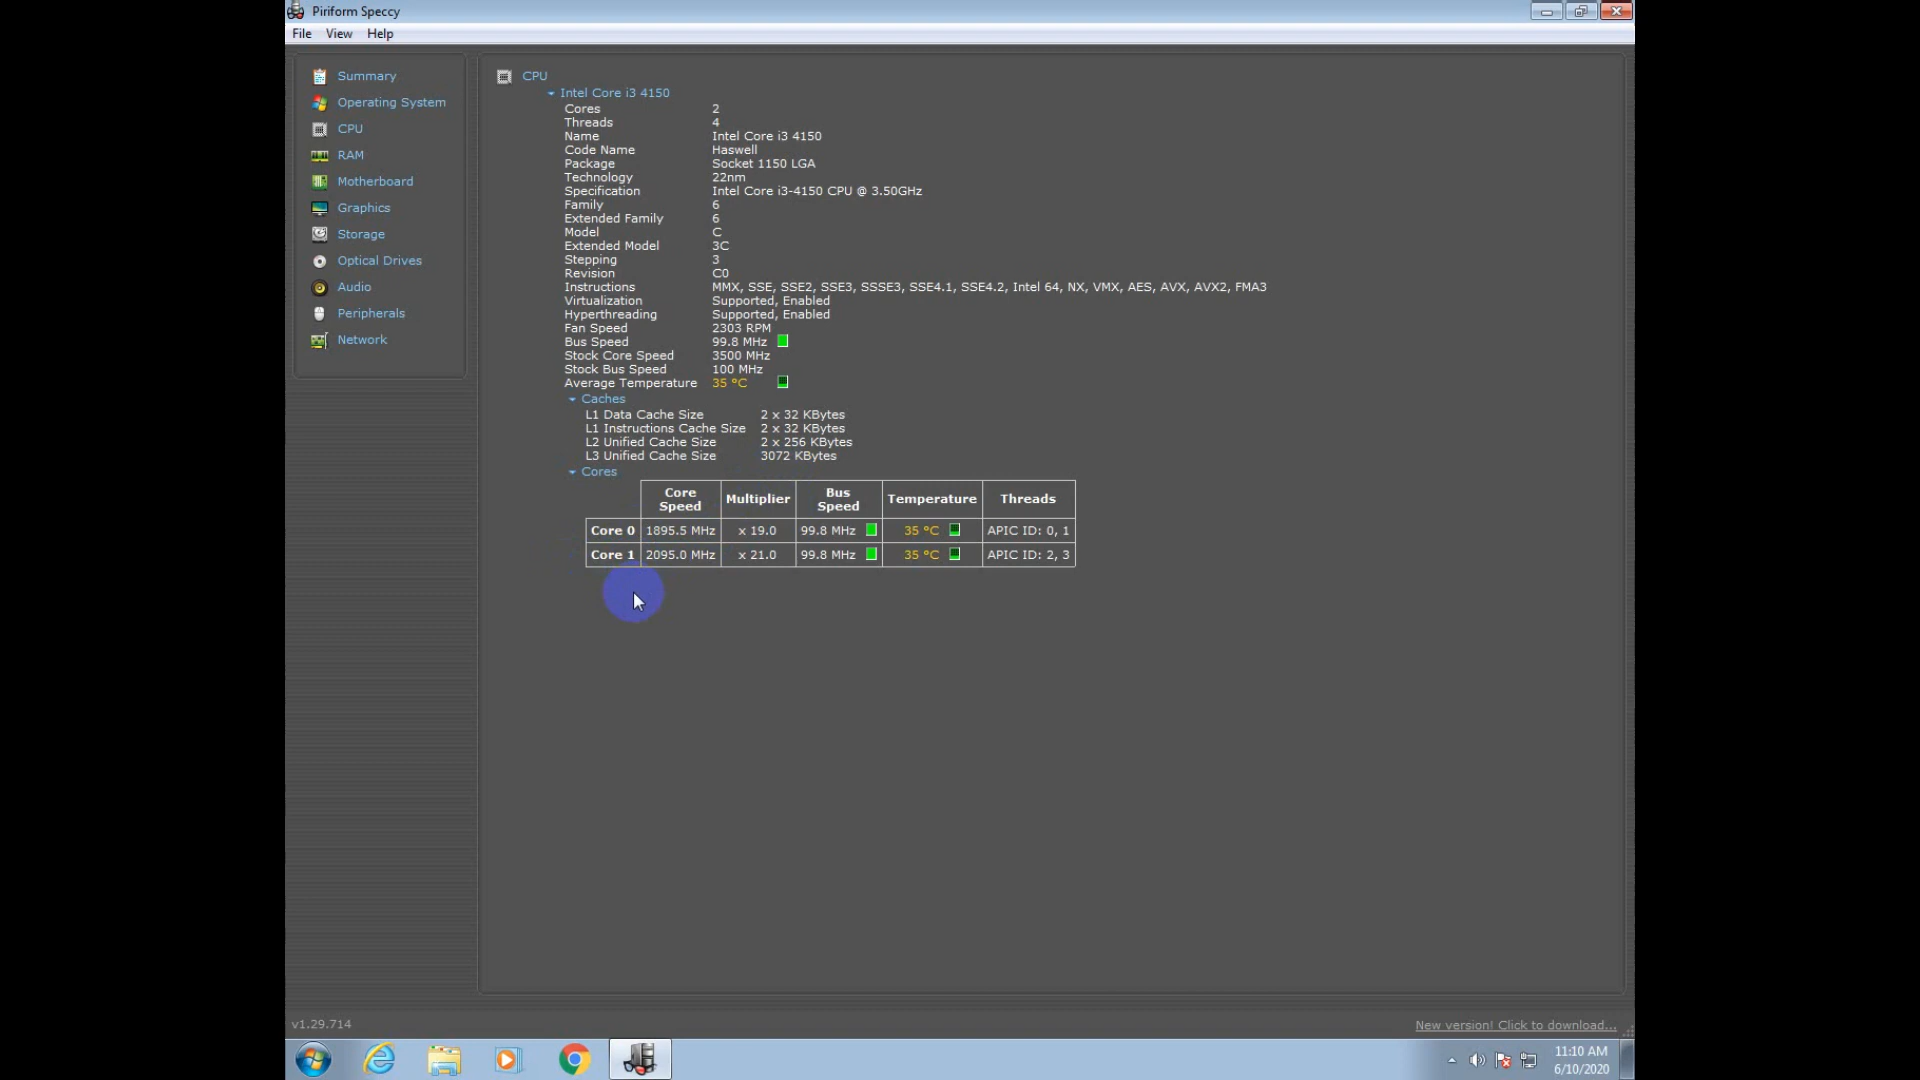 Piriform Speccy
File View Help
Summary
Operating System
CPU
RAM
Motherboard
Graphics
Storage
Optical Drives
Audio
Peripherals
Network
CPU
Intel Core i3 4150
Cores 2
Threads 4
Name Intel Core i3 4150
Code Name Haswell
Package Socket 1150 LGA
Technology 22nm
Specification Intel Core i3-4150 CPU @ 3.50GHz
Family 6
Extended Family 6
Model C
Extended Model 3C
Stepping 3
Revision C0
Instructions MMX, SSE, SSE2, SSE3, SSSE3, SSE4.1, SSE4.2, Intel 64, NX, VMX, AES, AVX, AVX2, FMA3
Virtualization Supported, Enabled
Hyperthreading Supported, Enabled
Fan Speed 2303 RPM
Bus Speed 99.8 MHz
Stock Core Speed 3500 MHz
Stock Bus Speed 100 MHz
Average Temperature 35 °C
Caches
L1 Data Cache Size 2 x 32 KBytes
L1 Instructions Cache Size 2 x 32 KBytes
L2 Unified Cache Size 2 x 256 KBytes
L3 Unified Cache Size 3072 KBytes
Cores
Core Speed Multiplier Bus Speed Temperature Threads
Core 0 1895.5 MHz x 19.0 99.8 MHz 35 °C APIC ID: 0, 1
Core 1 2095.0 MHz x 21.0 99.8 MHz 35 °C APIC ID: 2, 3
v1.29.714
New version! Click to download...
11:10 AM
6/10/2020